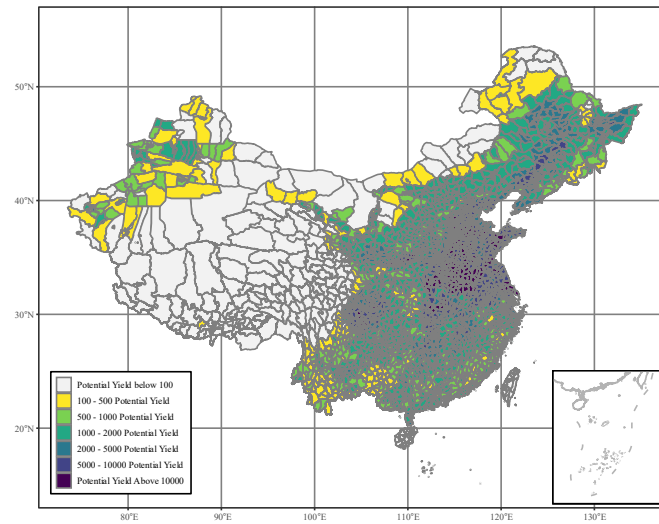 50°N
40°N
30°N
20°N
Potential Yield below 100
100 - 500 Potential Yield
500 - 1000 Potential Yield
1000 - 2000 Potential Yield
2000 - 5000 Potential Yield
5000 - 10000 Potential Yield
Potential Yield Above 10000
80°E 90°E 100°E 110°E 120°E 130°E